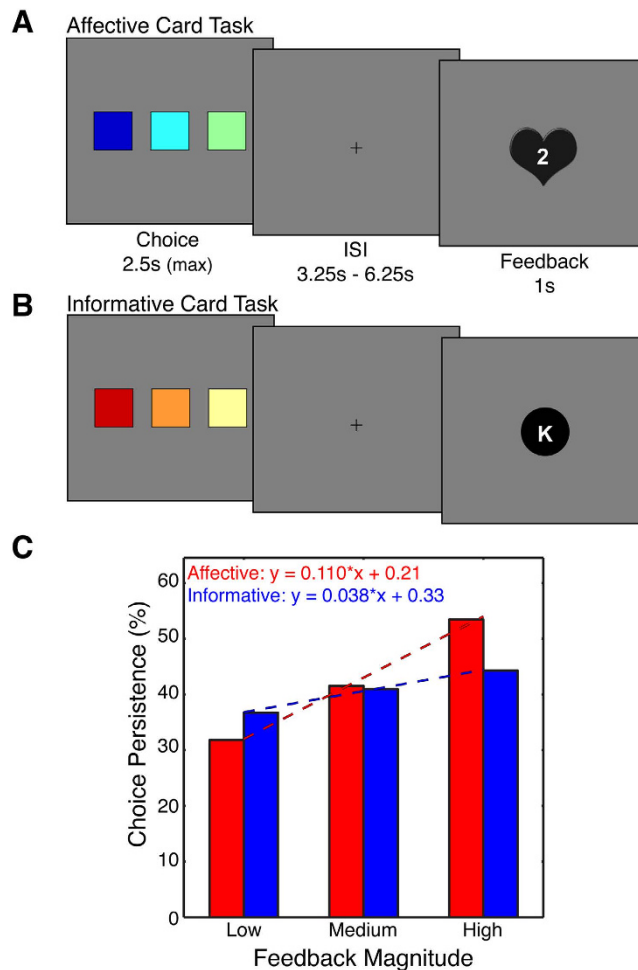 A
Affective Card Task
2
Choice
2.5s (max)
ISI
3.25s - 6.25s
Feedback
1s
B
Informative Card Task
K
C
Affective: y = 0.110*x + 0.21
Informative: y = 0.038*x + 0.33
Choice Persistence (%)
60
50
40
30
20
10
0
Low Medium High
Feedback Magnitude